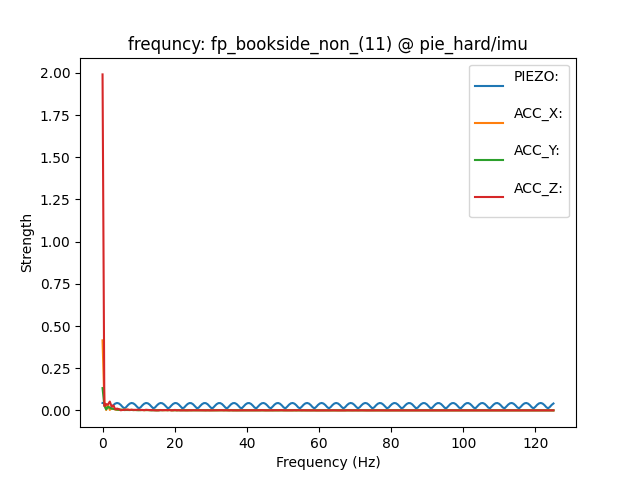 frequncy: fp_bookside_non_(11) @ pie_hard/imu
PIEZO:
ACC_X:
ACC_Y:
ACC_Z:
2.00
1.75
1.50
1.25
1.00
0.75
0.50
0.25
0.00
Strength
0 20 40 60 80 100 120
Frequency (Hz)